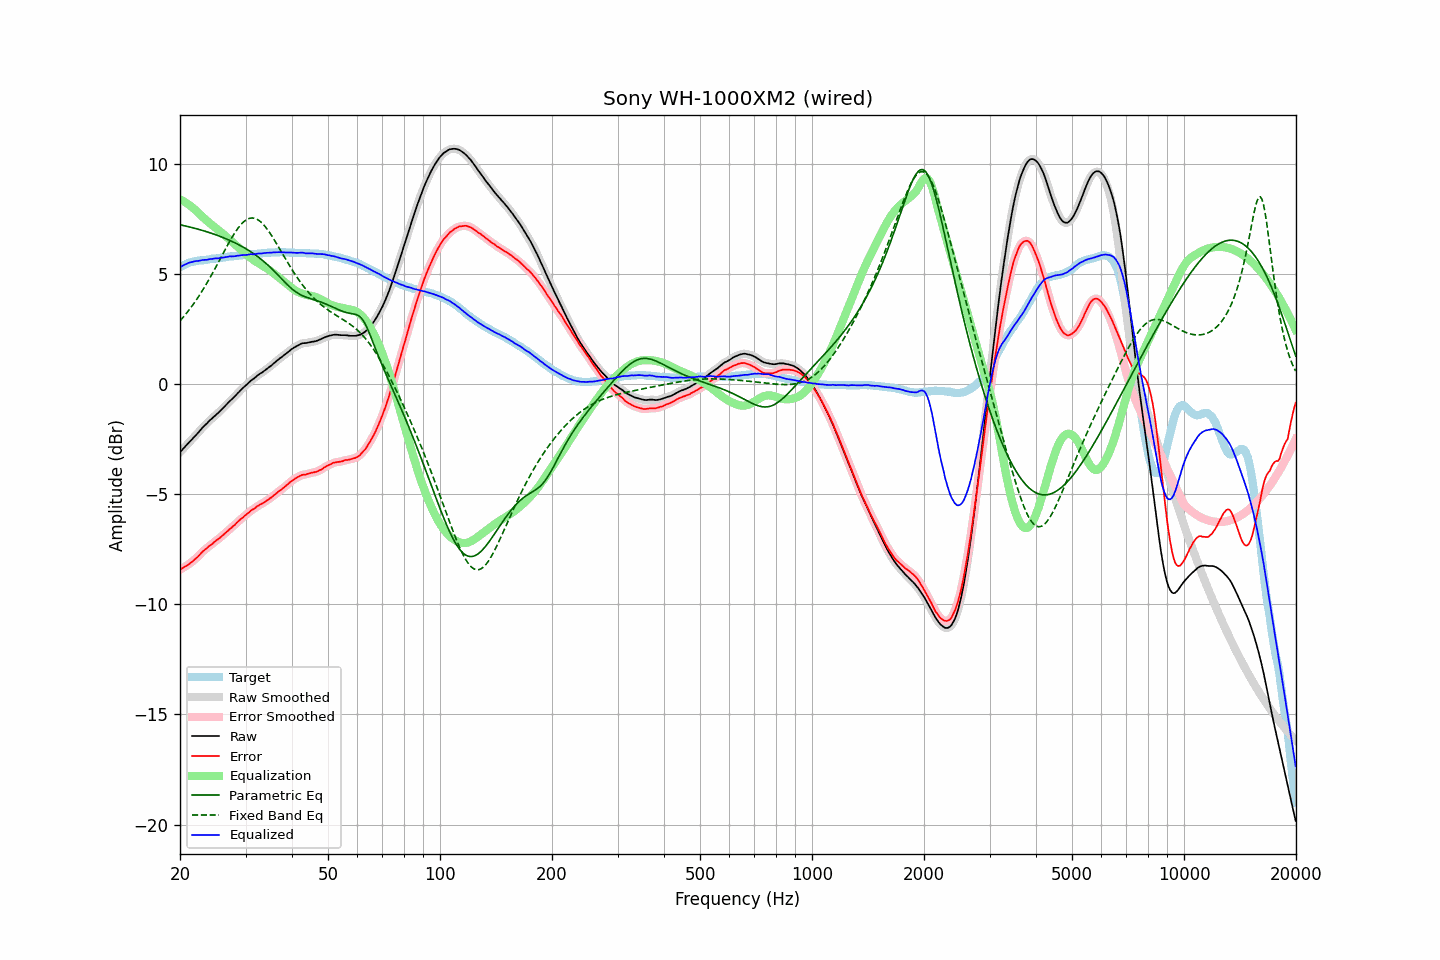 Sony WH-1000XM2 (wired)
Amplitude (dBr)
10
5
0
−5
−10
−15
−20
Target
Raw Smoothed
Error Smoothed
Raw
Error
Equalization
Parametric Eq
Fixed Band Eq
Equalized
20 50 100 200 500 1000 2000 5000 10000 20000
Frequency (Hz)